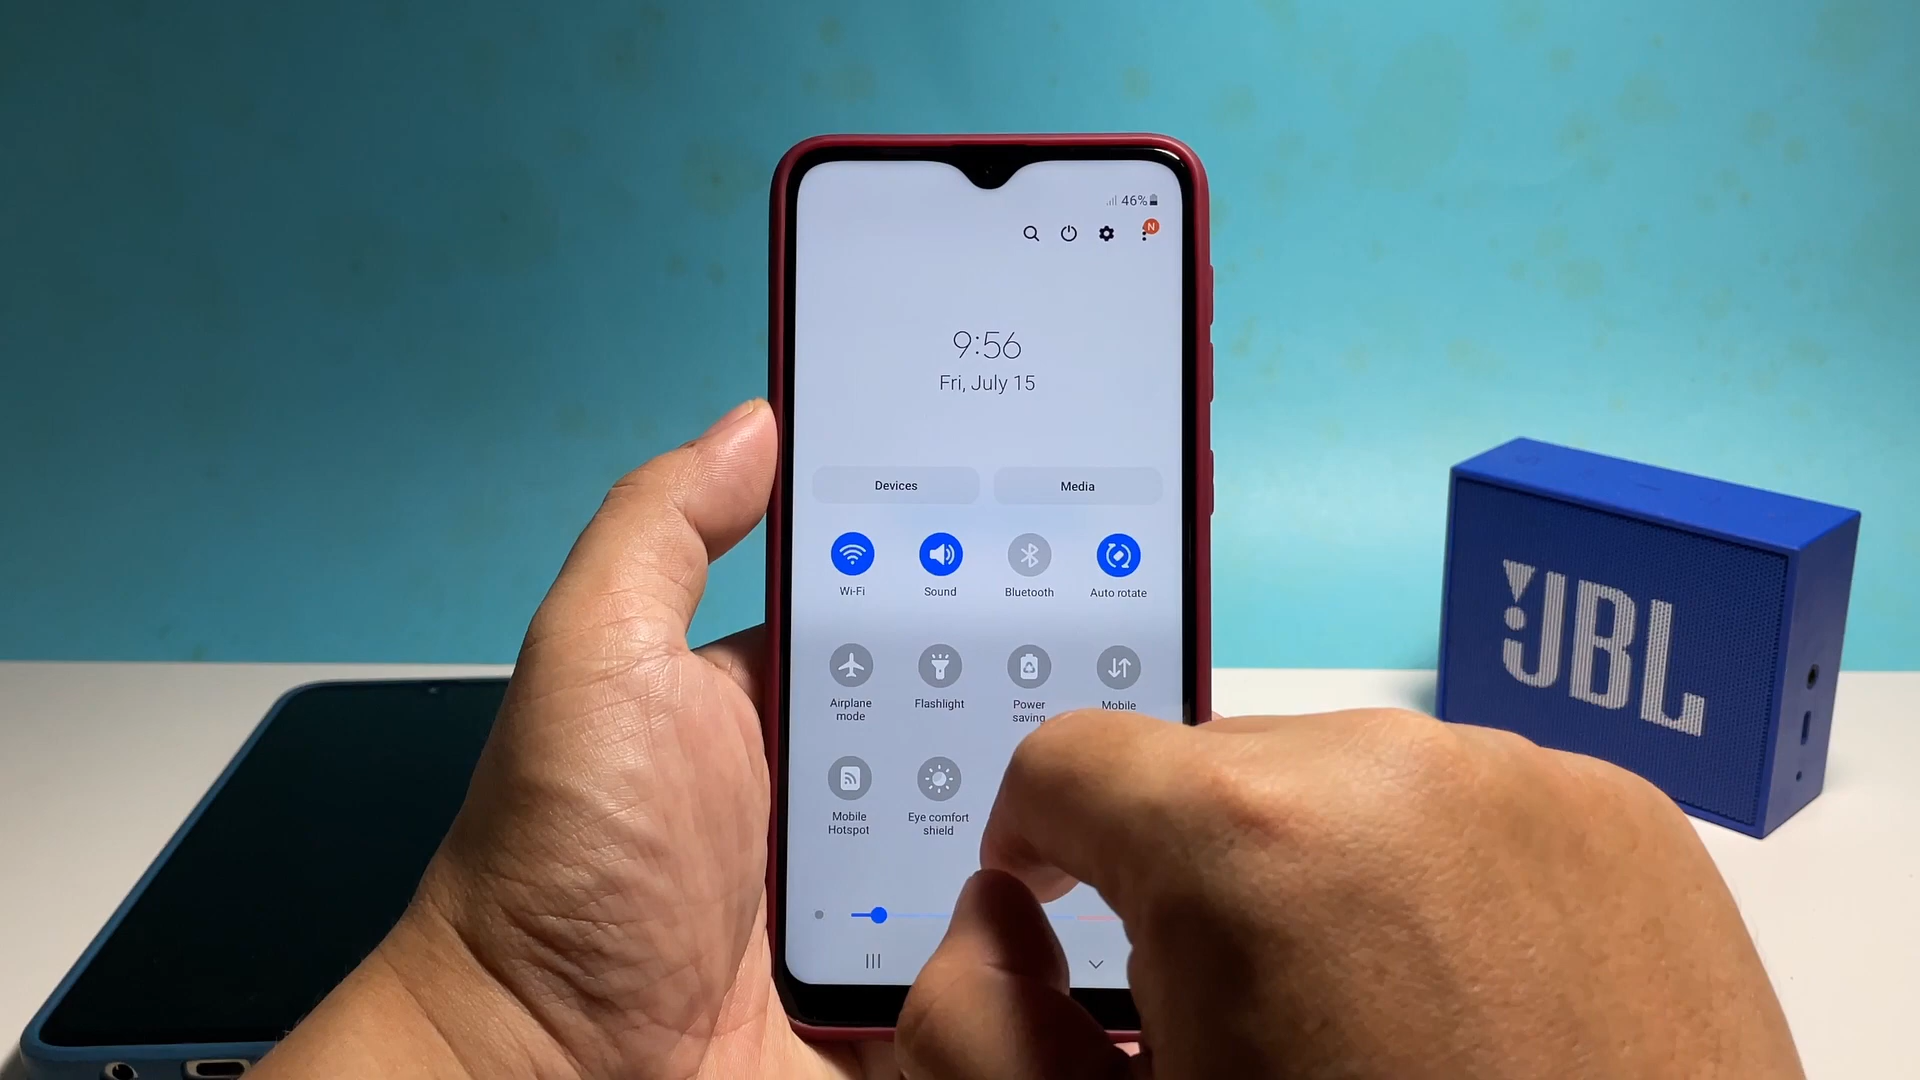 46%
N
9:56
Fri, July 15
Devices
Media
Wi-Fi
Sound
Bluetooth
Auto rotate
Airplane
mode
Flashlight
Power
saving
Mobile
Mobile
Hotspot
Eye comfort
shield
JBL